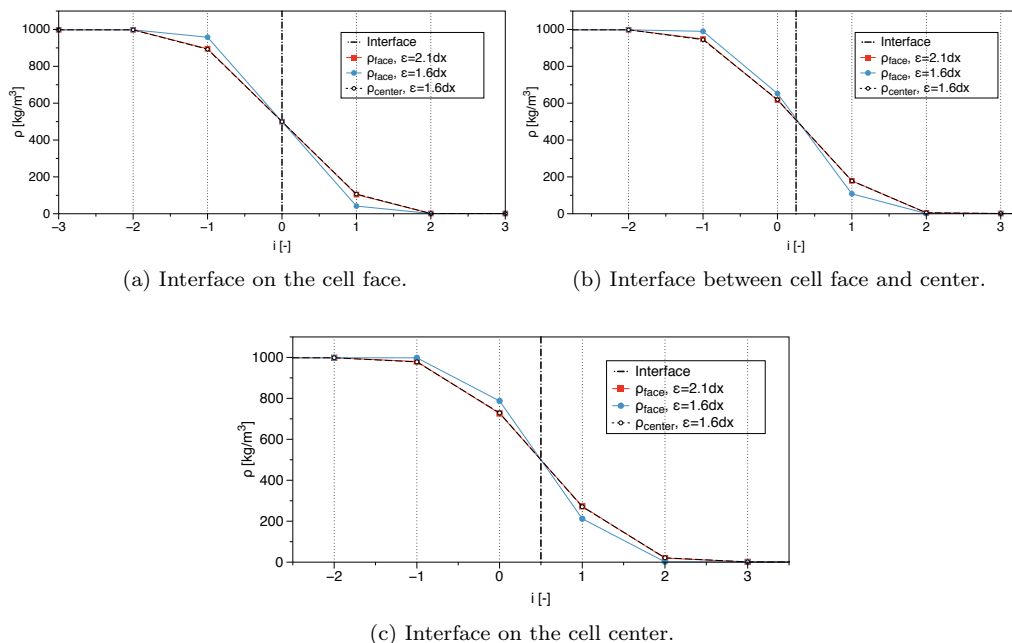 1000
800
600
400
200
0
ρ [kg/m³]
Interface
ρface, ε=2.1dx
ρface, ε=1.6dx
ρcenter, ε=1.6dx
−3 −2 −1 0 1 2 3
i [-]
(a) Interface on the cell face.
1000
800
600
400
200
0
ρ [kg/m³]
Interface
ρface, ε=2.1dx
ρface, ε=1.6dx
ρcenter, ε=1.6dx
−2 −1 0 1 2 3
i [-]
(b) Interface between cell face and center.
1000
800
600
400
200
0
ρ [kg/m³]
Interface
ρface, ε=2.1dx
ρface, ε=1.6dx
ρcenter, ε=1.6dx
−2 −1 0 1 2 3
i [-]
(c) Interface on the cell center.